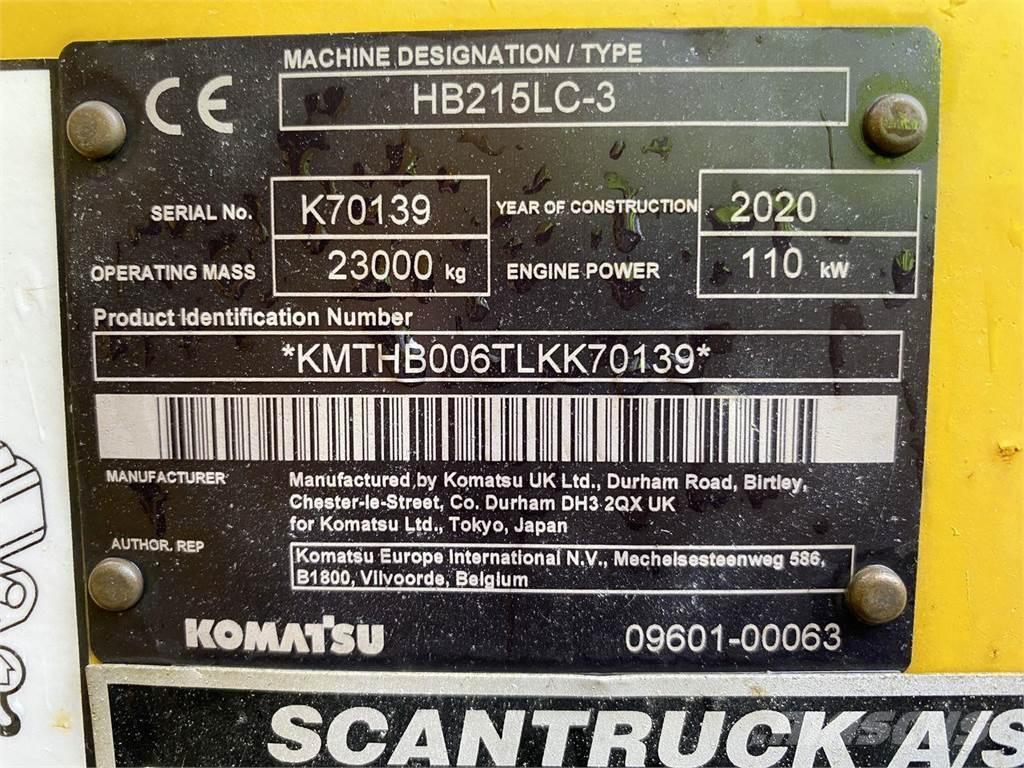 MACHINE DESIGNATION / TYPE
CE HB215LC-3
SERIAL No. K70139 YEAR OF CONSTRUCTION 2020
OPERATING MASS 23000 kg ENGINE POWER 110 kW
Product Identification Number
*KMTHB006TLKK70139*
MANUFACTURER Manufactured by Komatsu UK Ltd., Durham Road, Birtley,
Chester-le-Street, Co. Durham DH3 2QX UK
for Komatsu Ltd., Tokyo, Japan
AUTHOR. REP Komatsu Europe International N.V., Mechelsesteenweg 586,
B1800, Vilvoorde, Belgium
KOMATSU 09601-00063
SCANTRUCK A/S